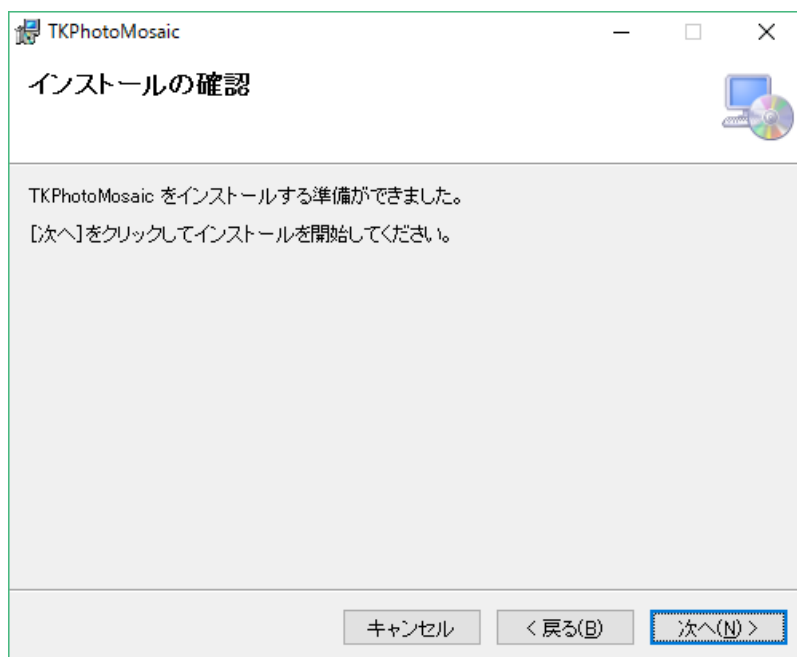 TKPhotoMosaic
インストールの確認
TKPhotoMosaic をインストールする準備ができました。
[次へ]をクリックしてインストールを開始してください。
キャンセル
< 戻る(B)
次へ(N) >